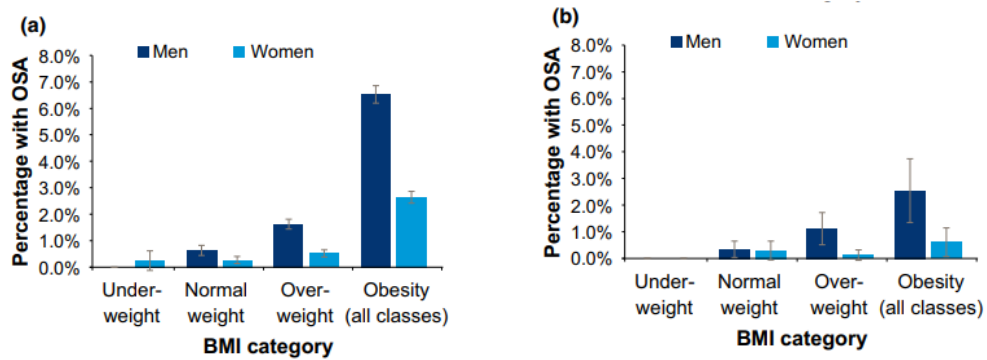 (a)
Men Women
Percentage with OSA
8.0%
7.0%
6.0%
5.0%
4.0%
3.0%
2.0%
1.0%
0.0%
Under- Normal Over- Obesity
weight weight weight (all classes)
BMI category
(b)
Men Women
Percentage with OSA
8.0%
7.0%
6.0%
5.0%
4.0%
3.0%
2.0%
1.0%
0.0%
Under- Normal Over- Obesity
weight weight weight (all classes)
BMI category